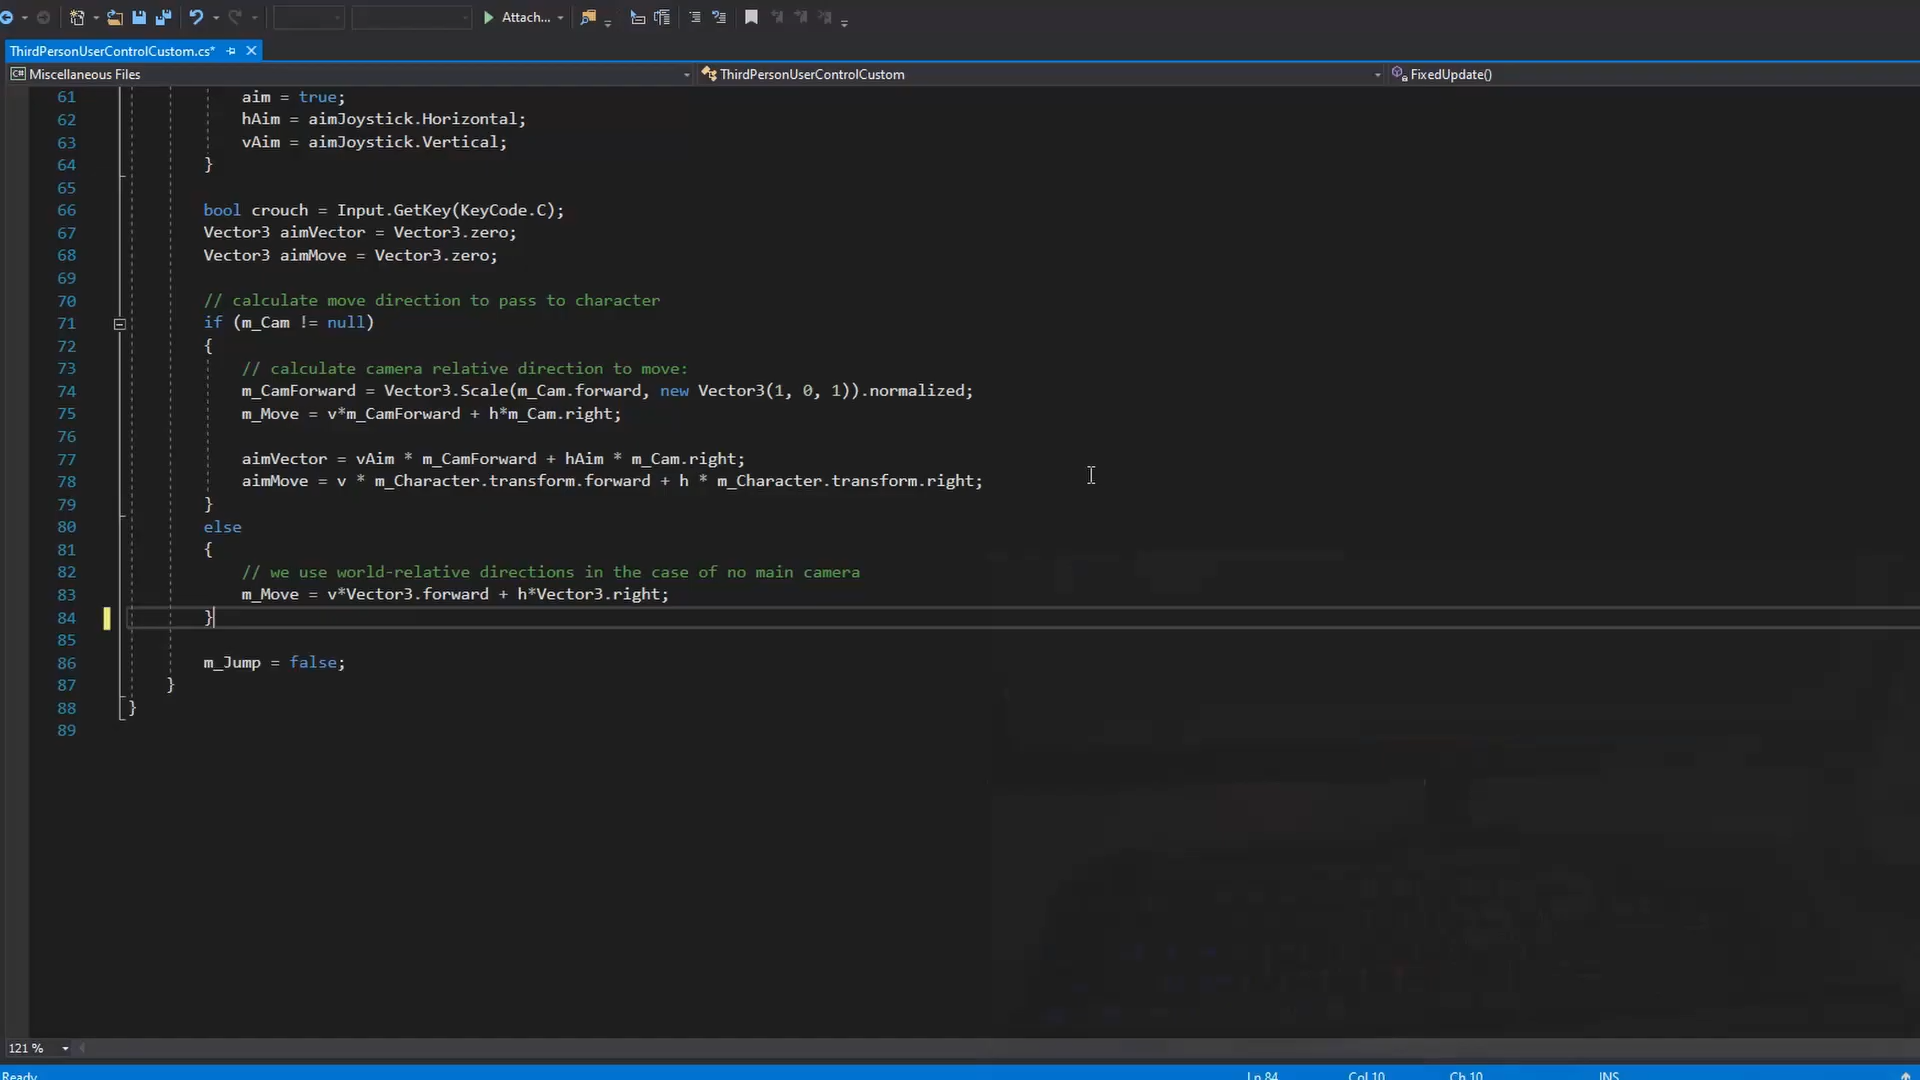 Attach...
ThirdPersonUserControlCustom.cs*
Miscellaneous Files
ThirdPersonUserControlCustom
FixedUpdate()
61 aim = true;
62 hAim = aimJoystick.Horizontal;
63 vAim = aimJoystick.Vertical;
64 }
65
66 bool crouch = Input.GetKey(KeyCode.C);
67 Vector3 aimVector = Vector3.zero;
68 Vector3 aimMove = Vector3.zero;
69
70 // calculate move direction to pass to character
71 if (m_Cam != null)
72 {
73 // calculate camera relative direction to move:
74 m_CamForward = Vector3.Scale(m_Cam.forward, new Vector3(1, 0, 1)).normalized;
75 m_Move = v*m_CamForward + h*m_Cam.right;
76
77 aimVector = vAim * m_CamForward + hAim * m_Cam.right;
78 aimMove = v * m_Character.transform.forward + h * m_Character.transform.right;
79 }
80 else
81 {
82 // we use world-relative directions in the case of no main camera
83 m_Move = v*Vector3.forward + h*Vector3.right;
84 }
85
86 m_Jump = false;
87 }
88 }
89
121 %
Ready Ln 84 Col 10 Ch 10 INS